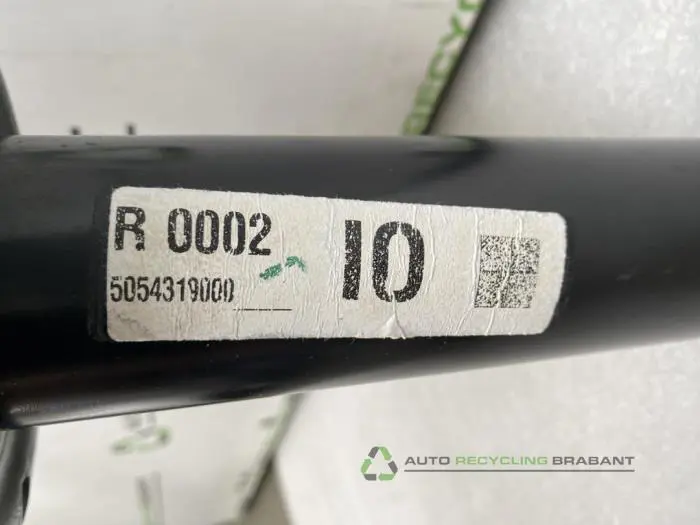 R 0002
5054319000
IO
AUTO RECYCLING BRABANT